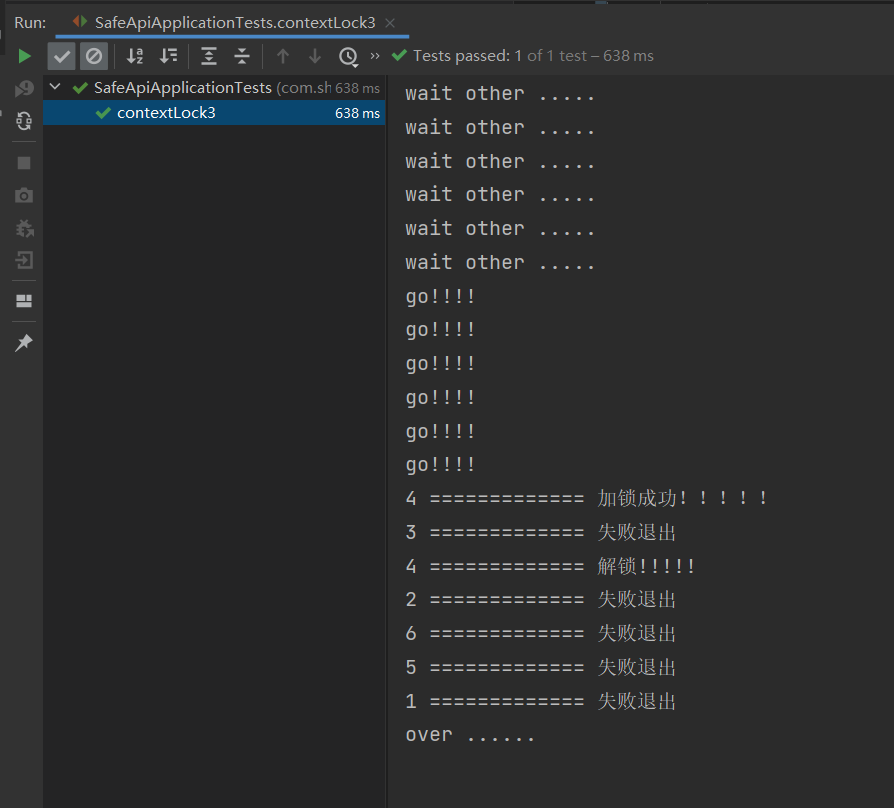 Run: SafeApiApplicationTests.contextLock3
Tests passed: 1 of 1 test – 638 ms
SafeApiApplicationTests (com.sh 638 ms
contextLock3 638 ms
wait other .....
wait other .....
wait other .....
wait other .....
wait other .....
wait other .....
go!!!!
go!!!!
go!!!!
go!!!!
go!!!!
go!!!!
4 ============= 加锁成功！！！！！
3 ============= 失败退出
4 ============= 解锁!!!!!
2 ============= 失败退出
6 ============= 失败退出
5 ============= 失败退出
1 ============= 失败退出
over ......